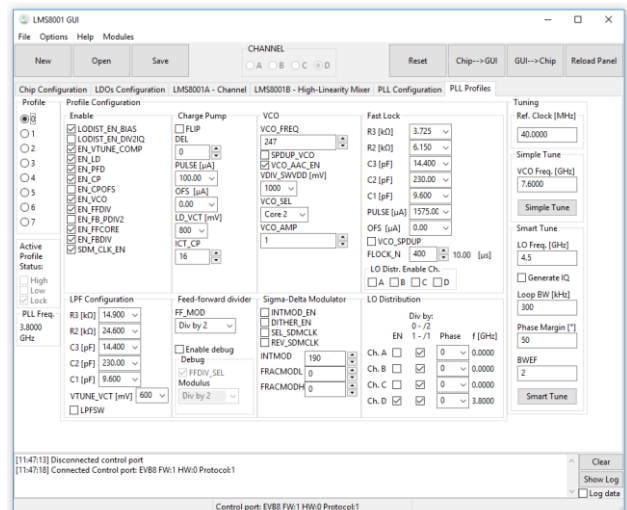 LMS8001 GUI
File Options Help Modules
New Open Save CHANNEL A B C D Reset Chip-->GUI GUI-->Chip Reload Panel
Chip Configuration LDOs Configuration LMS8001A - Channel LMS8001B - High-Linearity Mixer PLL Configuration PLL Profiles
Profile
0
1
2
3
4
5
6
7
Active
Profile
Status:
High
Low
Lock
PLL Freq.
3.8000
GHz
Profile Configuration
Enable
LODIST_EN_BIAS
LODIST_EN_DIV2IQ
EN_VTUNE_COMP
EN_LD
EN_PFD
EN_CP
EN_CPOFS
EN_VCO
EN_FFDIV
EN_FB_PDIV2
EN_FFCORE
EN_FBDIV
SDM_CLK_EN
Charge Pump
FLIP
DEL
0
PULSE [µA]
100.00
OFS [µA]
0.00
LD_VCT [mV]
800
ICT_CP
16
VCO
VCO_FREQ
247
SPDUP_VCO
VCO_AAC_EN
VDIV_SWVDD [mV]
1000
VCO_SEL
Core 2
VCO_AMP
1
Fast Lock
R3 [kΩ] 3.725
R2 [kΩ] 6.150
C3 [pF] 14.400
C2 [pF] 230.00
C1 [pF] 9.600
PULSE [µA] 1575.00
OFS [µA] 0.00
VCO_SPDUP
FLOCK_N 400 10.00 [µs]
LO Distr. Enable Ch.
A B C D
LPF Configuration
R3 [kΩ] 14.900
R2 [kΩ] 24.600
C3 [pF] 14.400
C2 [pF] 230.00
C1 [pF] 9.600
VTUNE_VCT [mV] 600
LPFSW
Feed-forward divider
FF_MOD
Div by 2
Enable debug
Debug
FFDIV_SEL
Modulus
Div by 2
Sigma-Delta Modulator
INTMOD_EN
DITHER_EN
SEL_SDMCLK
REV_SDMCLK
INTMOD 190
FRACMODL 0
FRACMODH 0
LO Distribution
Div by:
0 - /2
EN 1 - /1 Phase f [GHz]
Ch. A 0 0.0000
Ch. B 0 0.0000
Ch. C 0 0.0000
Ch. D 0 3.8000
Tuning
Ref. Clock [MHz]
40.0000
Simple Tune
VCO Freq. [GHz]
7.6000
Simple Tune
Smart Tune
LO Freq. [GHz]
4.5
Generate IQ
Loop BW [kHz]
300
Phase Margin [°]
50
BWEF
2
Smart Tune
[11:47:13] Disconnected control port
[11:47:18] Connected Control port: EVB8 FW:1 HW:0 Protocol:1
Clear
Show Log
Log data
Control port: EVB8 FW:1 HW:0 Protocol:1